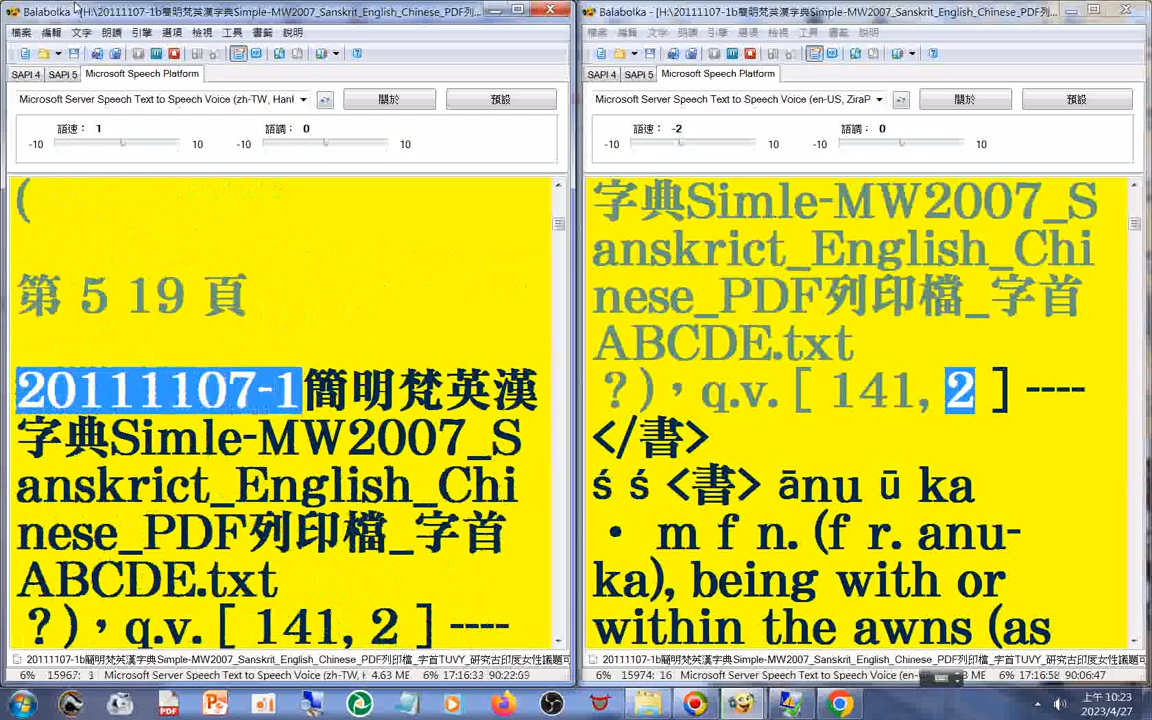 Balabolka - [H:\20111107-1b簡明梵英漢字典Simple-MW2007_Sanskrit_English_Chinese_PDF列...
檔案 編輯 文字 朗讀 引擎 選項 檢視 工具 書籤 說明
SAPI 4 SAPI 5 Microsoft Speech Platform
Microsoft Server Speech Text to Speech Voice (zh-TW, Han
關於 預設
語速： 1 語調： 0
-10 10 -10 10
(
第 5 19 頁
20111107-1簡明梵英漢
字典Simle-MW2007_S
anskrict_English_Chi
nese_PDF列印檔_字首
ABCDE.txt
?)，q.v. [ 141, 2 ] ----
20111107-1b簡明梵英漢字典Simple-MW2007_Sanskrit_English_Chinese_PDF列印檔_字首TUVY_研究古印度女性議題可
6% 15967: 1 Microsoft Server Speech Text to Speech Voice (zh-TW, H 4.63 ME 6% 17:16:33 90:22:59
Balabolka - [H:\20111107-1b簡明梵英漢字典Simple-MW2007_Sanskrit_English_Chinese_PDF列...
檔案 編輯 文字 朗讀 引擎 選項 檢視 工具 書籤 說明
SAPI 4 SAPI 5 Microsoft Speech Platform
Microsoft Server Speech Text to Speech Voice (en-US, ZiraP
關於 預設
語速： -2 語調： 0
-10 10 -10 10
字典Simle-MW2007_S
anskrict_English_Chi
nese_PDF列印檔_字首
ABCDE.txt
?)，q.v. [ 141, 2 ] ----
</書>
ś ś <書> ānu ū ka
• m f n. (f r. anu-
ka), being with or
within the awns (as
20111107-1b簡明梵英漢字典Simple-MW2007_Sanskrit_English_Chinese_PDF列印檔_字首TUVY_研究古印度女性議題可
6% 15974: 16 Microsoft Server Speech Text to Speech Voice 6% 17:16:58 90:06:47
上午 10:23
2023/4/27